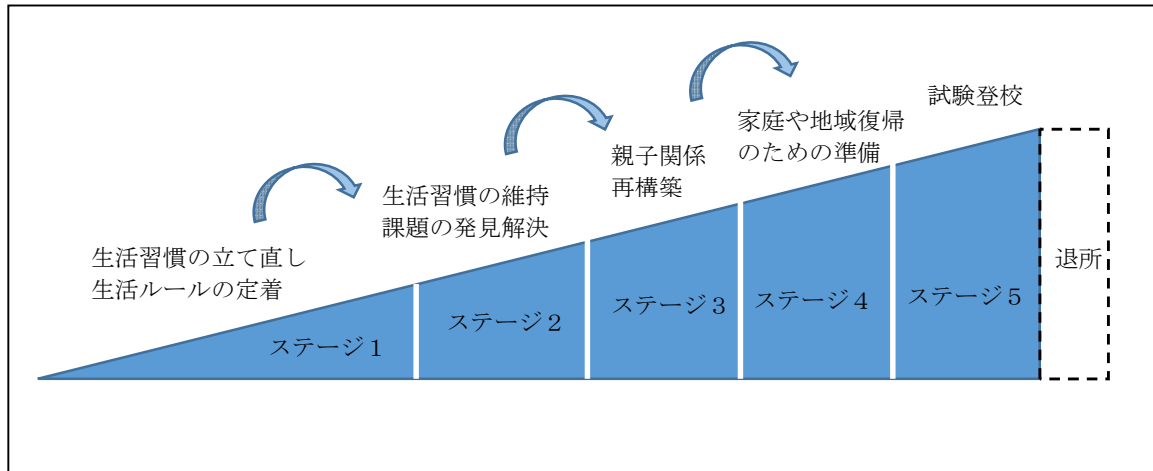 試験登校
家庭や地域復帰
のための準備
親子関係
再構築
生活習慣の維持
課題の発見解決
生活習慣の立て直し
生活ルールの定着
退所
ステージ１
ステージ２
ステージ３
ステージ４
ステージ５